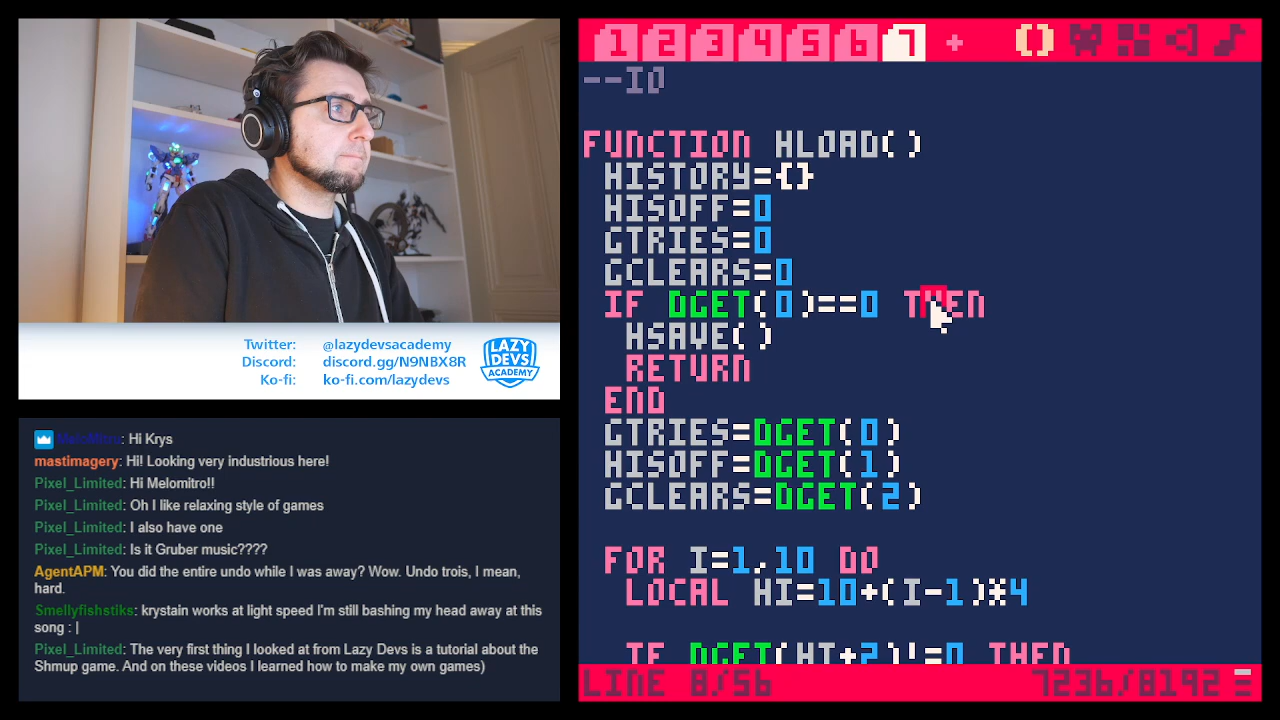 Twitter: @lazydevsacademy
Discord: discord.gg/N9NBX8R
Ko-fi: ko-fi.com/lazydevs
LAZY
DEVS
ACADEMY
: Hi Krys
mastimagery: Hi! Looking very industrious here!
Pixel_Limited: Hi Melomitro!!
Pixel_Limited: Oh I like relaxing style of games
Pixel_Limited: I also have one
Pixel_Limited: Is it Gruber music????
AgentAPM: You did the entire undo while I was away? Wow. Undo trois, I mean,
hard.
Smellyfishstiks: krystain works at light speed I'm still bashing my head away at this
song : |
Pixel_Limited: The very first thing I looked at from Lazy Devs is a tutorial about the
Shmup game. And on these videos I learned how to make my own games)
1 2 3 4 5 6 7 + ()
--IO
FUNCTION HLOAD()
HISTORY={}
HISOFF=0
GTRIES=0
GCLEARS=0
IF DGET(0)==0 THEN
HSAVE()
RETURN
END
GTRIES=DGET(0)
HISOFF=DGET(1)
GCLEARS=DGET(2)
FOR I=1,10 DO
LOCAL HI=10+(I-1)*4
IF DGET(HI+2)!=0 THEN
LINE 8/56 7236/8192